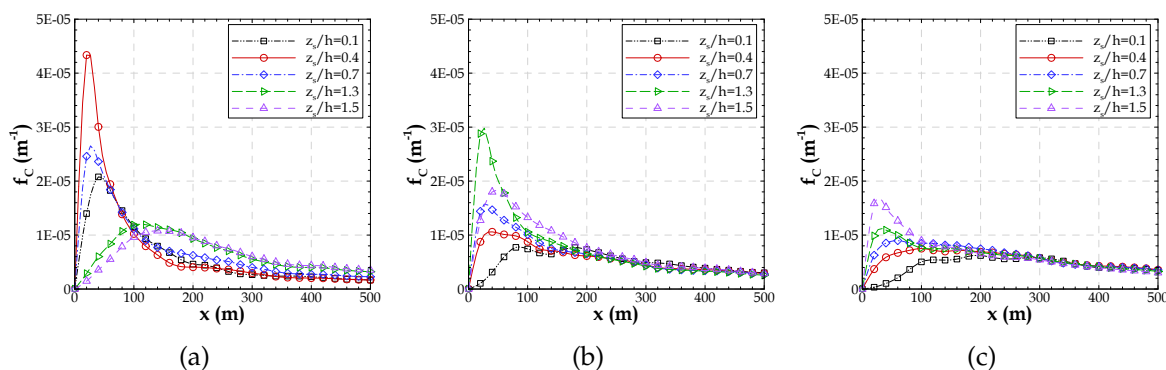 5E-05
4E-05
3E-05
2E-05
1E-05
0
f_C (m⁻¹)
0 100 200 300 400 500
x (m)
z_s/h=0.1
z_s/h=0.4
z_s/h=0.7
z_s/h=1.3
z_s/h=1.5
(a)
5E-05
4E-05
3E-05
2E-05
1E-05
0
f_C (m⁻¹)
0 100 200 300 400 500
x (m)
z_s/h=0.1
z_s/h=0.4
z_s/h=0.7
z_s/h=1.3
z_s/h=1.5
(b)
5E-05
4E-05
3E-05
2E-05
1E-05
0
f_C (m⁻¹)
0 100 200 300 400 500
x (m)
z_s/h=0.1
z_s/h=0.4
z_s/h=0.7
z_s/h=1.3
z_s/h=1.5
(c)